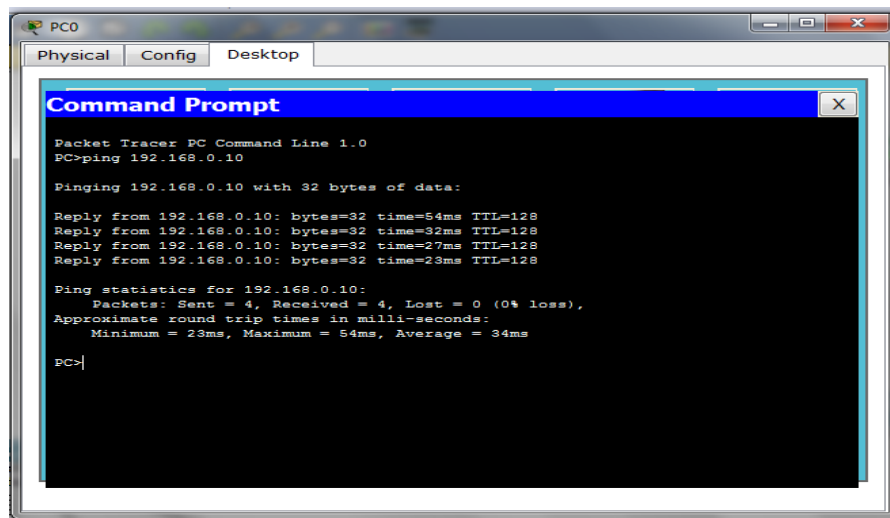 PC0
Physical Config Desktop
Command Prompt X
Packet Tracer PC Command Line 1.0
PC>ping 192.168.0.10
Pinging 192.168.0.10 with 32 bytes of data:
Reply from 192.168.0.10: bytes=32 time=54ms TTL=128
Reply from 192.168.0.10: bytes=32 time=32ms TTL=128
Reply from 192.168.0.10: bytes=32 time=27ms TTL=128
Reply from 192.168.0.10: bytes=32 time=23ms TTL=128
Ping statistics for 192.168.0.10:
    Packets: Sent = 4, Received = 4, Lost = 0 (0% loss),
Approximate round trip times in milli-seconds:
    Minimum = 23ms, Maximum = 54ms, Average = 34ms
PC>